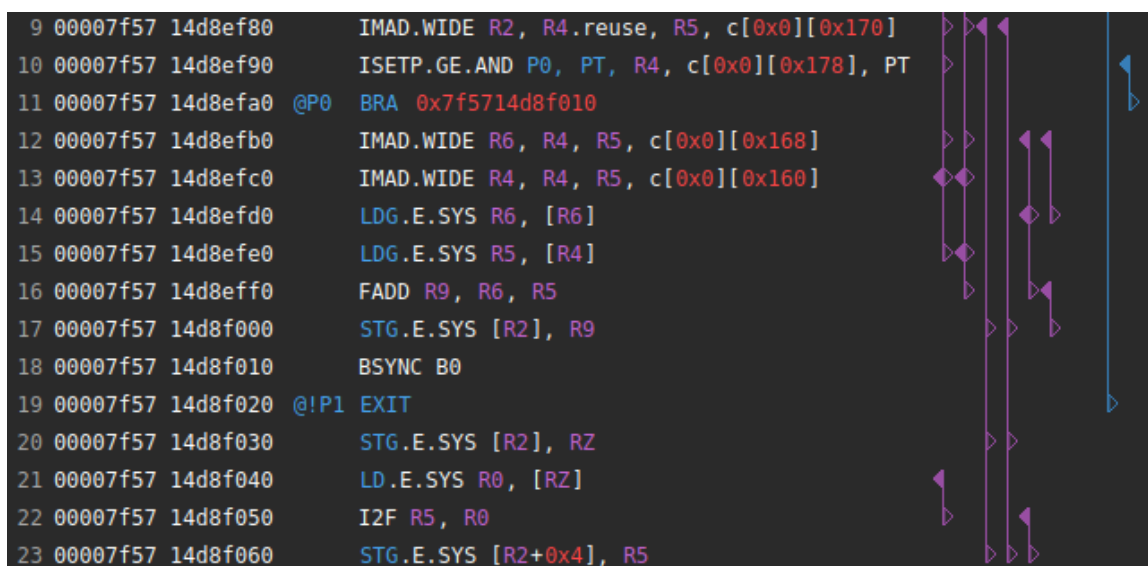 9 00007f57 14d8ef80 IMAD.WIDE R2, R4.reuse, R5, c[0x0][0x170]
10 00007f57 14d8ef90 ISETP.GE.AND P0, PT, R4, c[0x0][0x178], PT
11 00007f57 14d8efa0 @P0 BRA 0x7f5714d8f010
12 00007f57 14d8efb0 IMAD.WIDE R6, R4, R5, c[0x0][0x168]
13 00007f57 14d8efc0 IMAD.WIDE R4, R4, R5, c[0x0][0x160]
14 00007f57 14d8efd0 LDG.E.SYS R6, [R6]
15 00007f57 14d8efe0 LDG.E.SYS R5, [R4]
16 00007f57 14d8eff0 FADD R9, R6, R5
17 00007f57 14d8f000 STG.E.SYS [R2], R9
18 00007f57 14d8f010 BSYNC B0
19 00007f57 14d8f020 @!P1 EXIT
20 00007f57 14d8f030 STG.E.SYS [R2], RZ
21 00007f57 14d8f040 LD.E.SYS R0, [RZ]
22 00007f57 14d8f050 I2F R5, R0
23 00007f57 14d8f060 STG.E.SYS [R2+0x4], R5